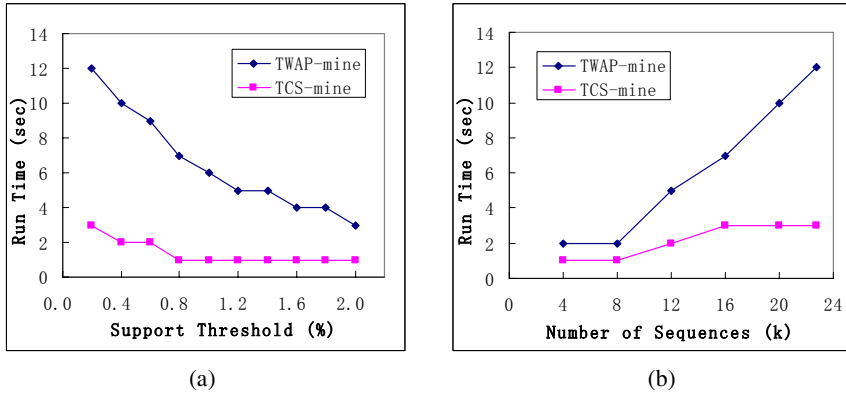 14
12
10
8
6
4
2
0
Run Time (sec)
TWAP-mine
TCS-mine
0.0 0.4 0.8 1.2 1.6 2.0
Support Threshold (%)
(a)
14
12
10
8
6
4
2
0
Run Time (sec)
TWAP-mine
TCS-mine
0 4 8 12 16 20 24
Number of Sequences (k)
(b)